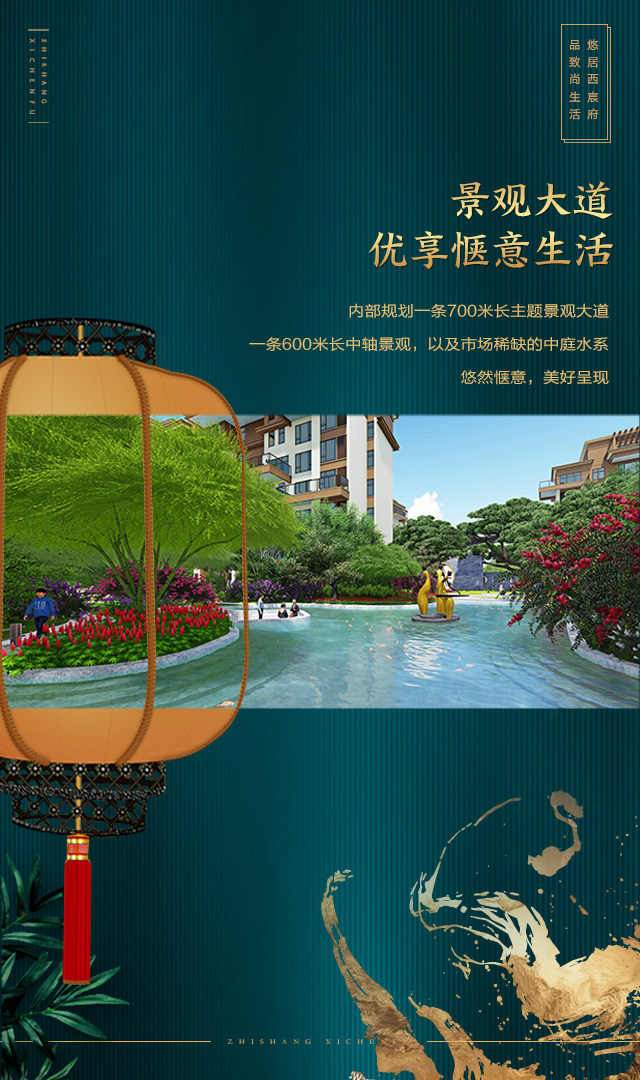 ZHISHANG
XICHENFU
悠居西宸府
品致尚生活
景观大道
优享惬意生活
内部规划一条700米长主题景观大道
一条600米长中轴景观，以及市场稀缺的中庭水系
悠然惬意，美好呈现
ZHISHANG XICHE